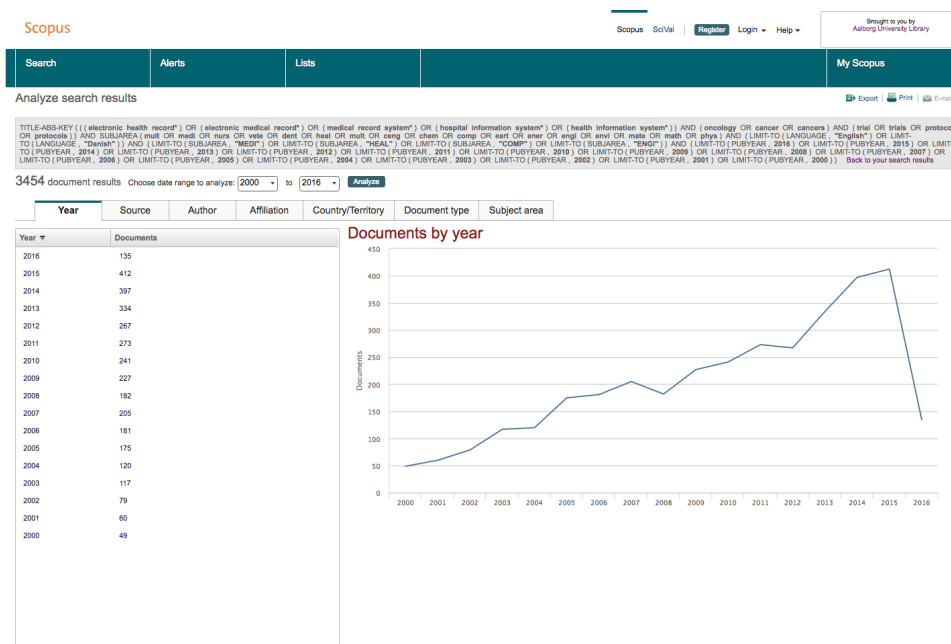 Scopus
Scopus SciVal Register Login Help
Brought to you by
Aalborg University Library
Search Alerts Lists My Scopus
Analyze search results
Export Print E-mai
TITLE-ABS-KEY ( ( ( electronic health record* ) OR ( electronic medical record* ) OR ( medical record system* ) OR ( hospital information system* ) OR ( health information system* ) ) AND ( oncology OR cancer OR cancers ) AND ( trial OR trials OR protoco
OR protocols ) ) AND SUBJAREA ( mult OR medi OR nurs OR vete OR dent OR heal OR mult OR ceng OR chem OR comp OR eart OR ener OR engi OR envi OR mate OR math OR phys ) AND ( LIMIT-TO ( LANGUAGE , "English" ) OR LIMIT-
TO ( LANGUAGE , "Danish" ) ) AND ( LIMIT-TO ( SUBJAREA , "MEDI" ) OR LIMIT-TO ( SUBJAREA , "HEAL" ) OR LIMIT-TO ( SUBJAREA , "COMP" ) OR LIMIT-TO ( SUBJAREA , "ENGI" ) ) AND ( LIMIT-TO ( PUBYEAR , 2016 ) OR LIMIT-TO ( PUBYEAR , 2015 ) OR LIMIT
TO ( PUBYEAR , 2014 ) OR LIMIT-TO ( PUBYEAR , 2013 ) OR LIMIT-TO ( PUBYEAR , 2012 ) OR LIMIT-TO ( PUBYEAR , 2011 ) OR LIMIT-TO ( PUBYEAR , 2010 ) OR LIMIT-TO ( PUBYEAR , 2009 ) OR LIMIT-TO ( PUBYEAR , 2008 ) OR LIMIT-TO ( PUBYEAR , 2007 ) OR
LIMIT-TO ( PUBYEAR , 2006 ) OR LIMIT-TO ( PUBYEAR , 2005 ) OR LIMIT-TO ( PUBYEAR , 2004 ) OR LIMIT-TO ( PUBYEAR , 2003 ) OR LIMIT-TO ( PUBYEAR , 2002 ) OR LIMIT-TO ( PUBYEAR , 2001 ) OR LIMIT-TO ( PUBYEAR , 2000 ) ) Back to your search results
3454 document results Choose date range to analyze: 2000 to 2016 Analyze
Year Source Author Affiliation Country/Territory Document type Subject area
Year Documents
2016 135
2015 412
2014 397
2013 334
2012 267
2011 273
2010 241
2009 227
2008 182
2007 205
2006 181
2005 175
2004 120
2003 117
2002 79
2001 60
2000 49
Documents by year
450
400
350
300
250
200
150
100
50
0
Documents
2000 2001 2002 2003 2004 2005 2006 2007 2008 2009 2010 2011 2012 2013 2014 2015 2016